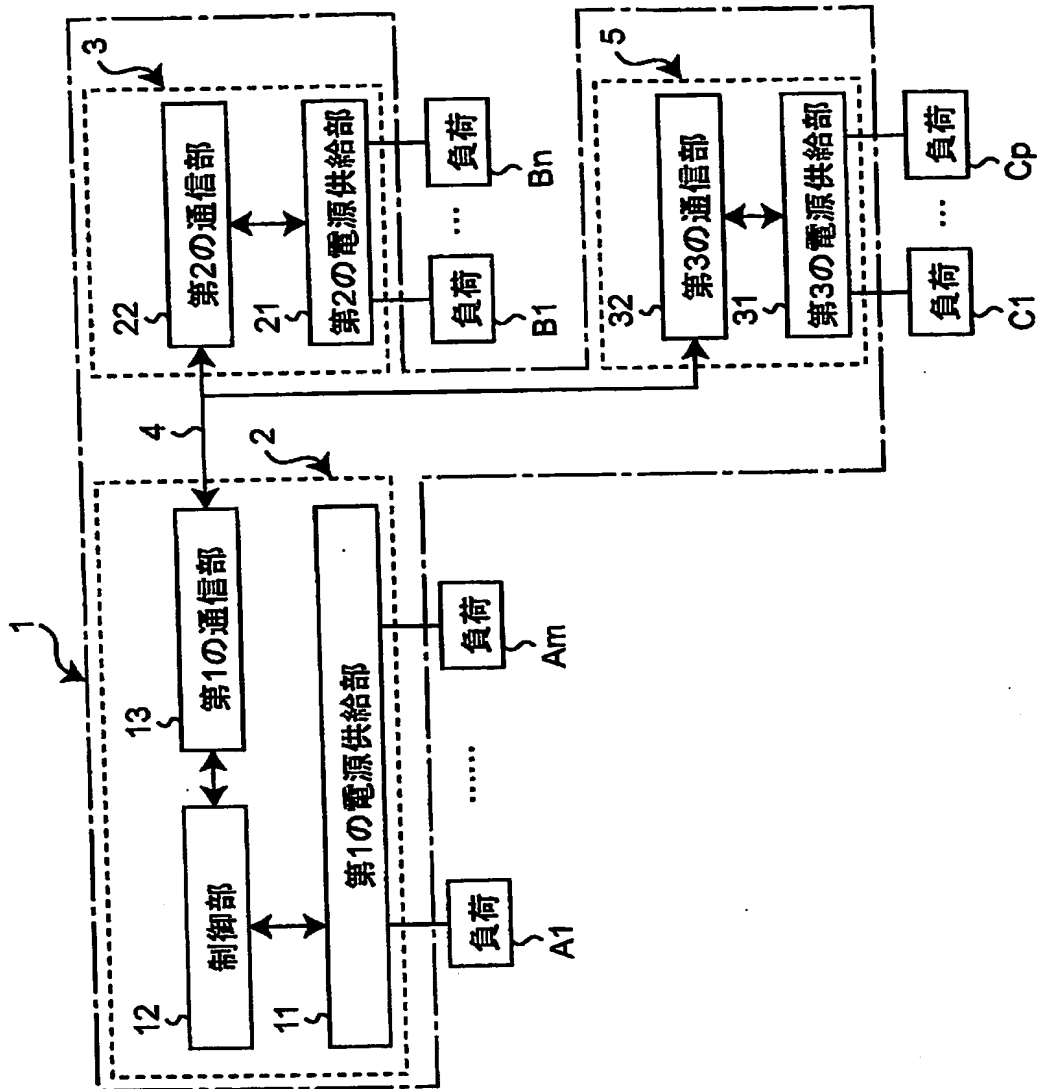 1
3
2
4
5
13
第1の通信部
12
制御部
11
第1の電源供給部
負荷
A1
......
負荷
Am
22
第2の通信部
21
第2の電源供給部
負荷
B1
...
負荷
Bn
32
第3の通信部
31
第3の電源供給部
負荷
C1
...
負荷
Cp